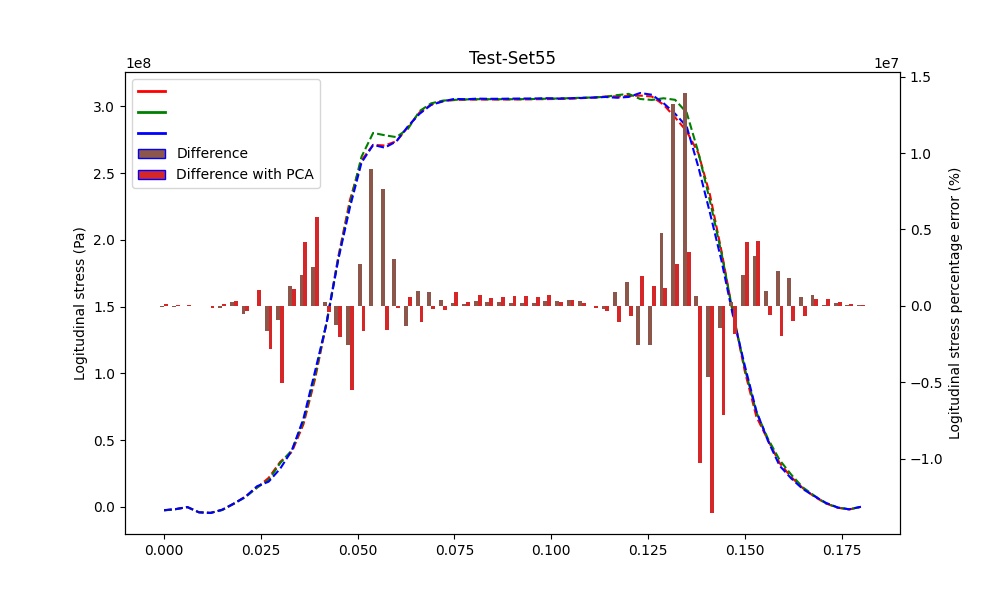 Test-Set55
1e8
1e7
Difference
Difference with PCA
3.0
2.5
2.0
1.5
1.0
0.5
0.0
Logitudinal stress (Pa)
1.5
1.0
0.5
0.0
−0.5
−1.0
Logitudinal stress percentage error (%)
0.000 0.025 0.050 0.075 0.100 0.125 0.150 0.175